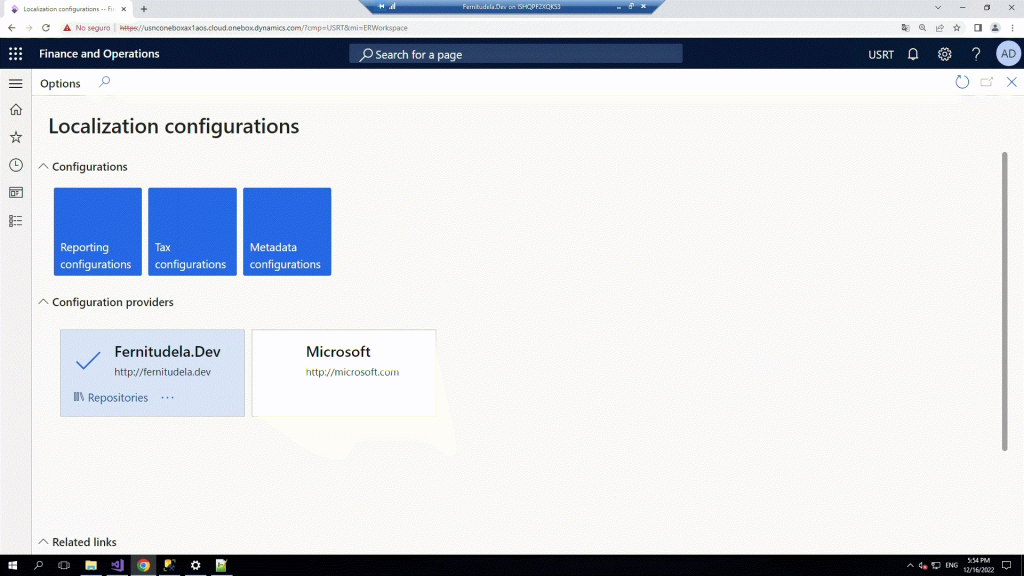 Fernitudela.Dev on ISHQPF2XQKS3
Localization configurations -- Fi
No seguro
https://usnconeboxax1aos.cloud.onebox.dynamics.com/?cmp=USRT&mi=ERWorkspace
Finance and Operations
Search for a page
USRT
AD
Options
Localization configurations
Configurations
Reporting
configurations
Tax
configurations
Metadata
configurations
Configuration providers
Fernitudela.Dev
http://fernitudela.dev
Repositories
Microsoft
http://microsoft.com
Related links
ENG
5:54 PM
12/16/2022